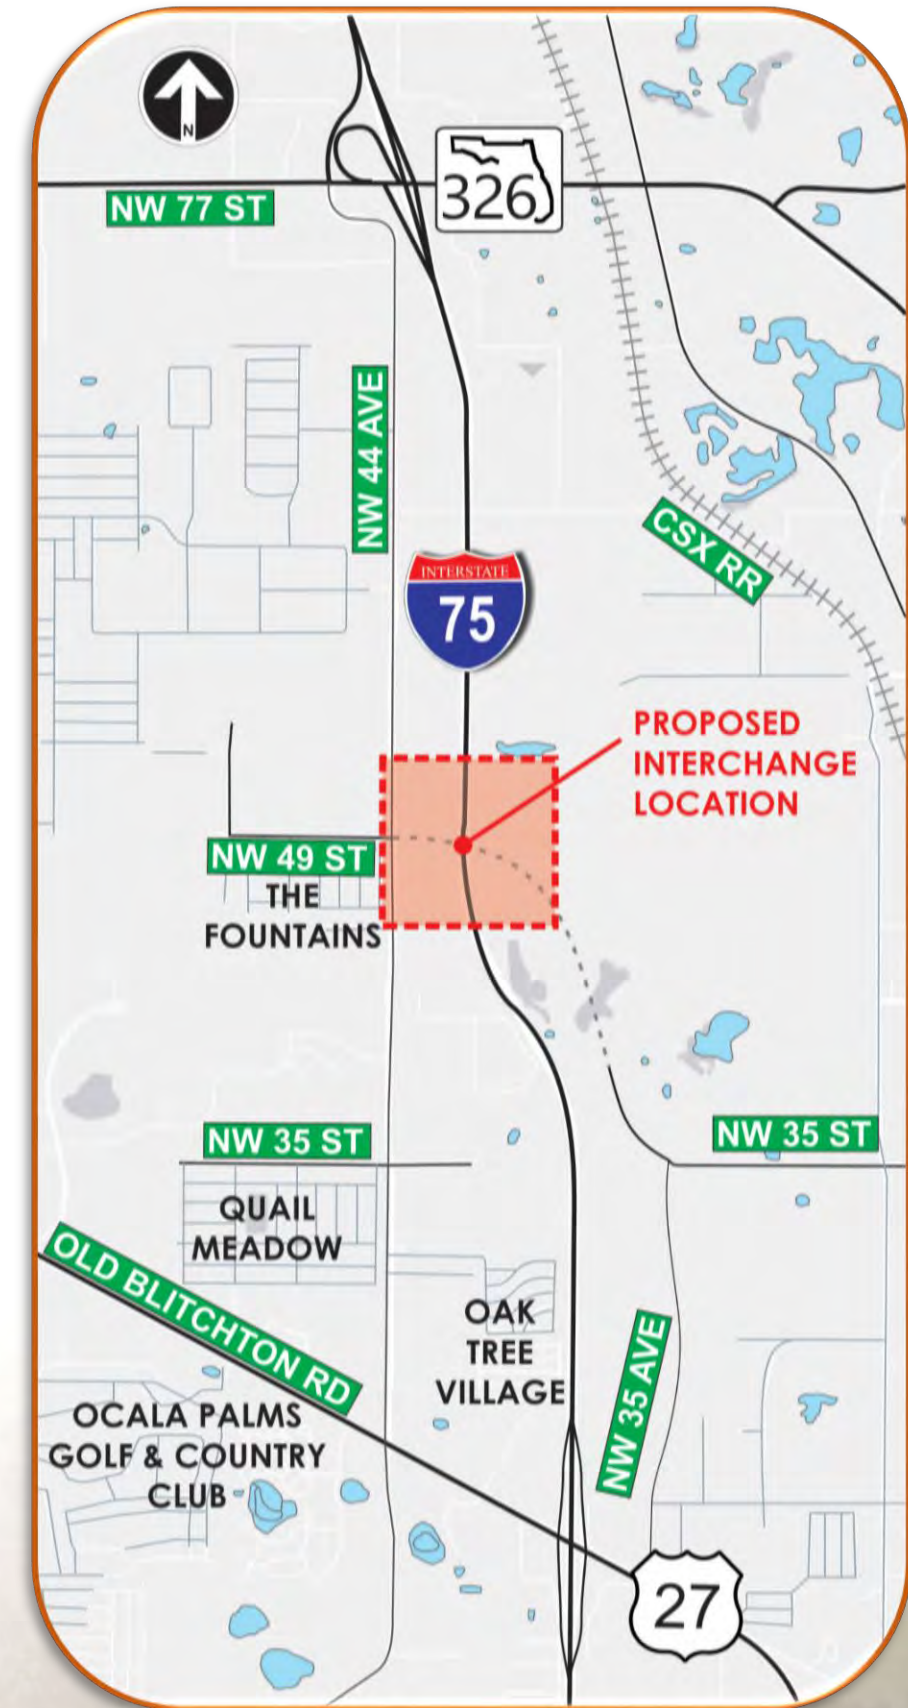 N
NW 77 ST
326
NW 44 AVE
CSX RR
INTERSTATE
75
PROPOSED
INTERCHANGE
LOCATION
NW 49 ST
THE
FOUNTAINS
NW 35 ST
NW 35 ST
QUAIL
MEADOW
OLD BLITCHTON RD
OAK
TREE
VILLAGE
NW 35 AVE
OCALA PALMS
GOLF & COUNTRY
CLUB
27